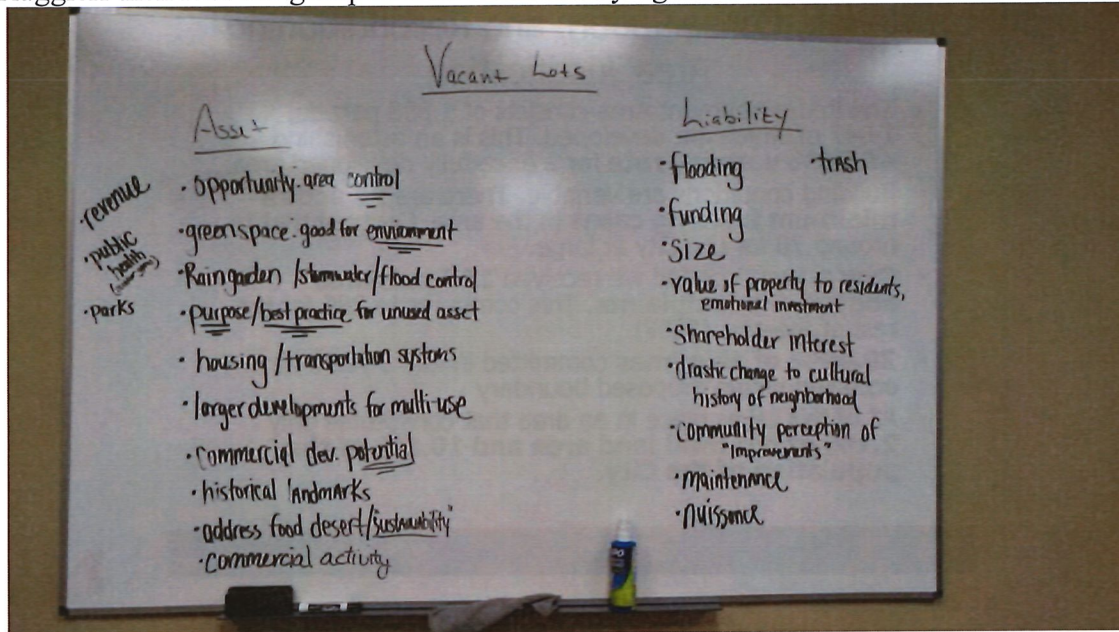 Vacant Lots
Asset
• revenue
• public
health
• parks
• opportunity. area control
• greenspace. good for environment
• Raingarden /stormwater/flood control
• purpose/best practice for unused asset
• housing /transportation systems
• larger developments for multi-use
• commercial dev. potential
• historical landmarks
• address food desert/"sustainability"
• commercial activity
Liability
• flooding trash
• funding
• Size
• value of property to residents,
emotional investment
• Shareholder interest
• drastic change to cultural
history of neighborhood
• community perception of
"Improvements"
• maintenance
• nuissance